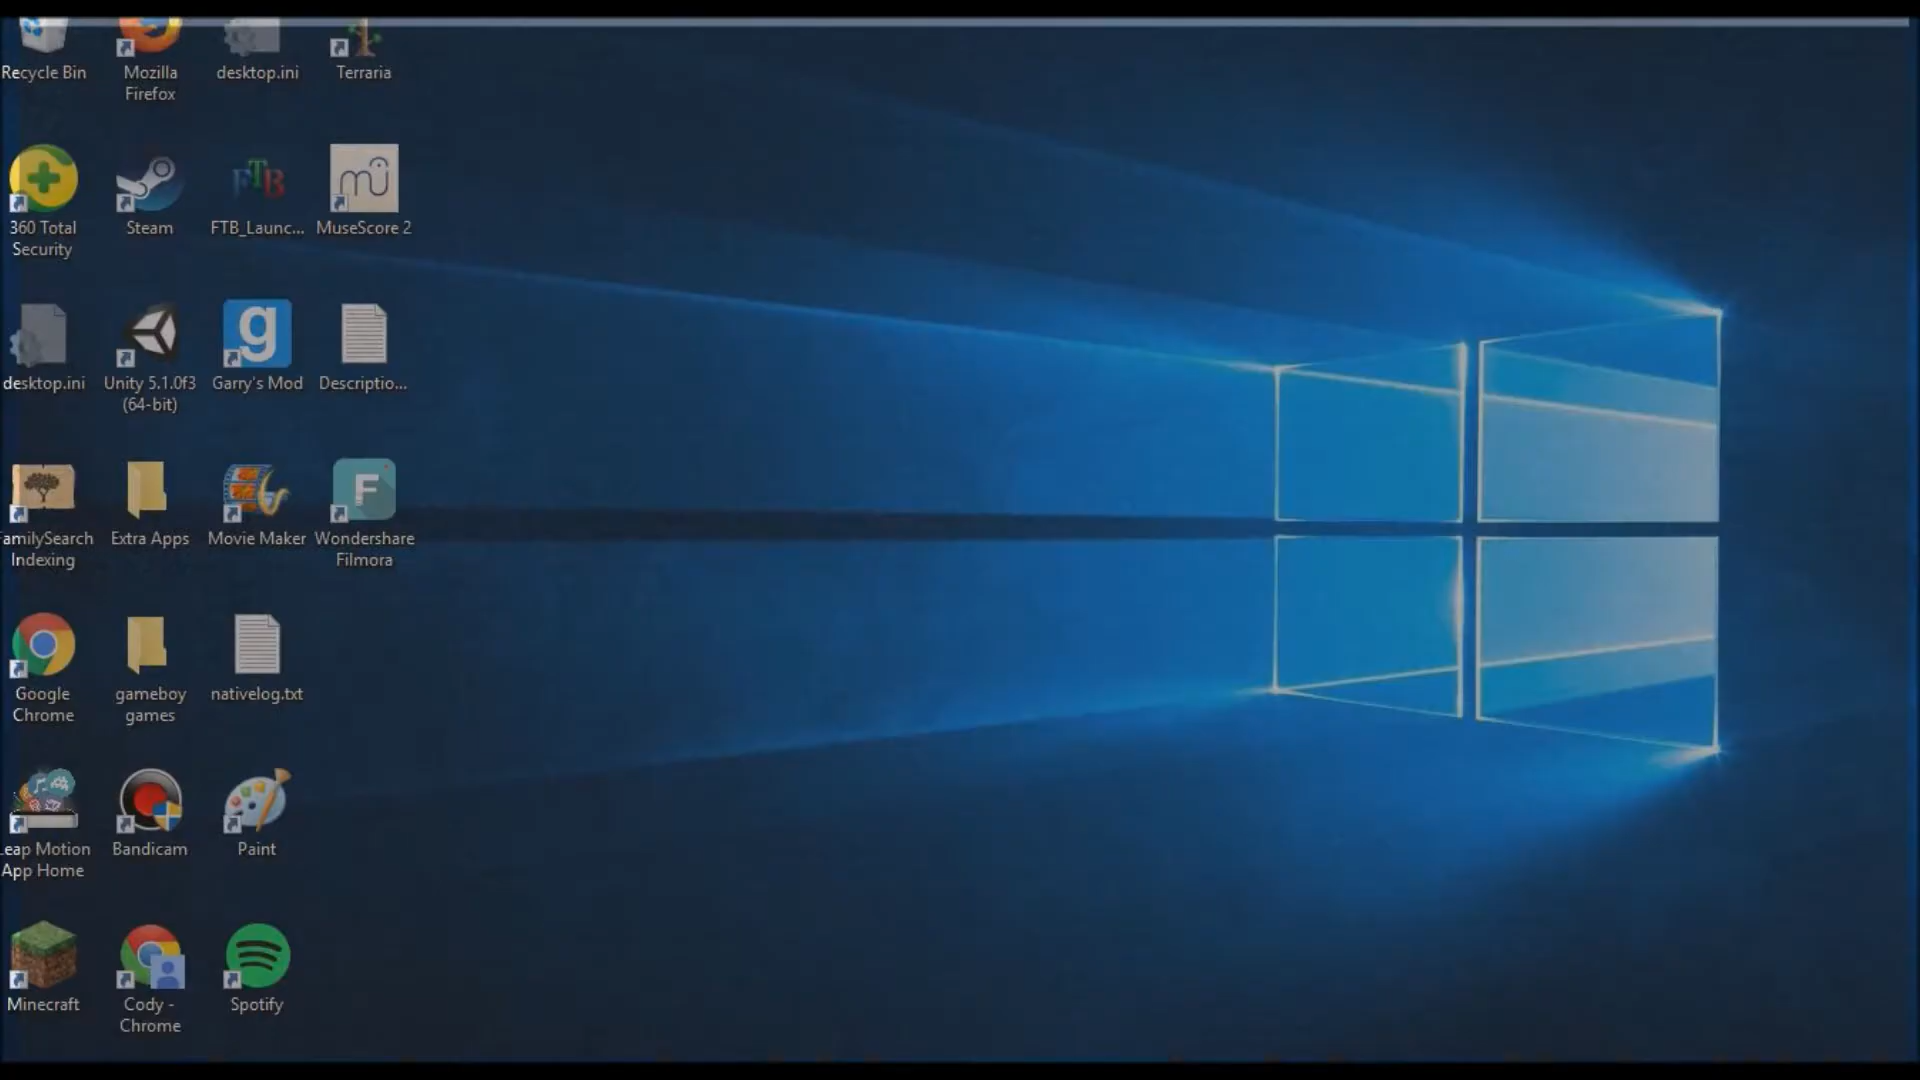 Recycle Bin
Mozilla
Firefox
desktop.ini
Terraria
360 Total
Security
Steam
FTB
FTB_Launc...
mu
MuseScore 2
desktop.ini
Unity 5.1.0f3
(64-bit)
g
Garry's Mod
Descriptio...
amilySearch
Indexing
Extra Apps
Movie Maker
F
Wondershare
Filmora
Google
Chrome
gameboy
games
nativelog.txt
eap Motion
App Home
Bandicam
Paint
Minecraft
Cody -
Chrome
Spotify